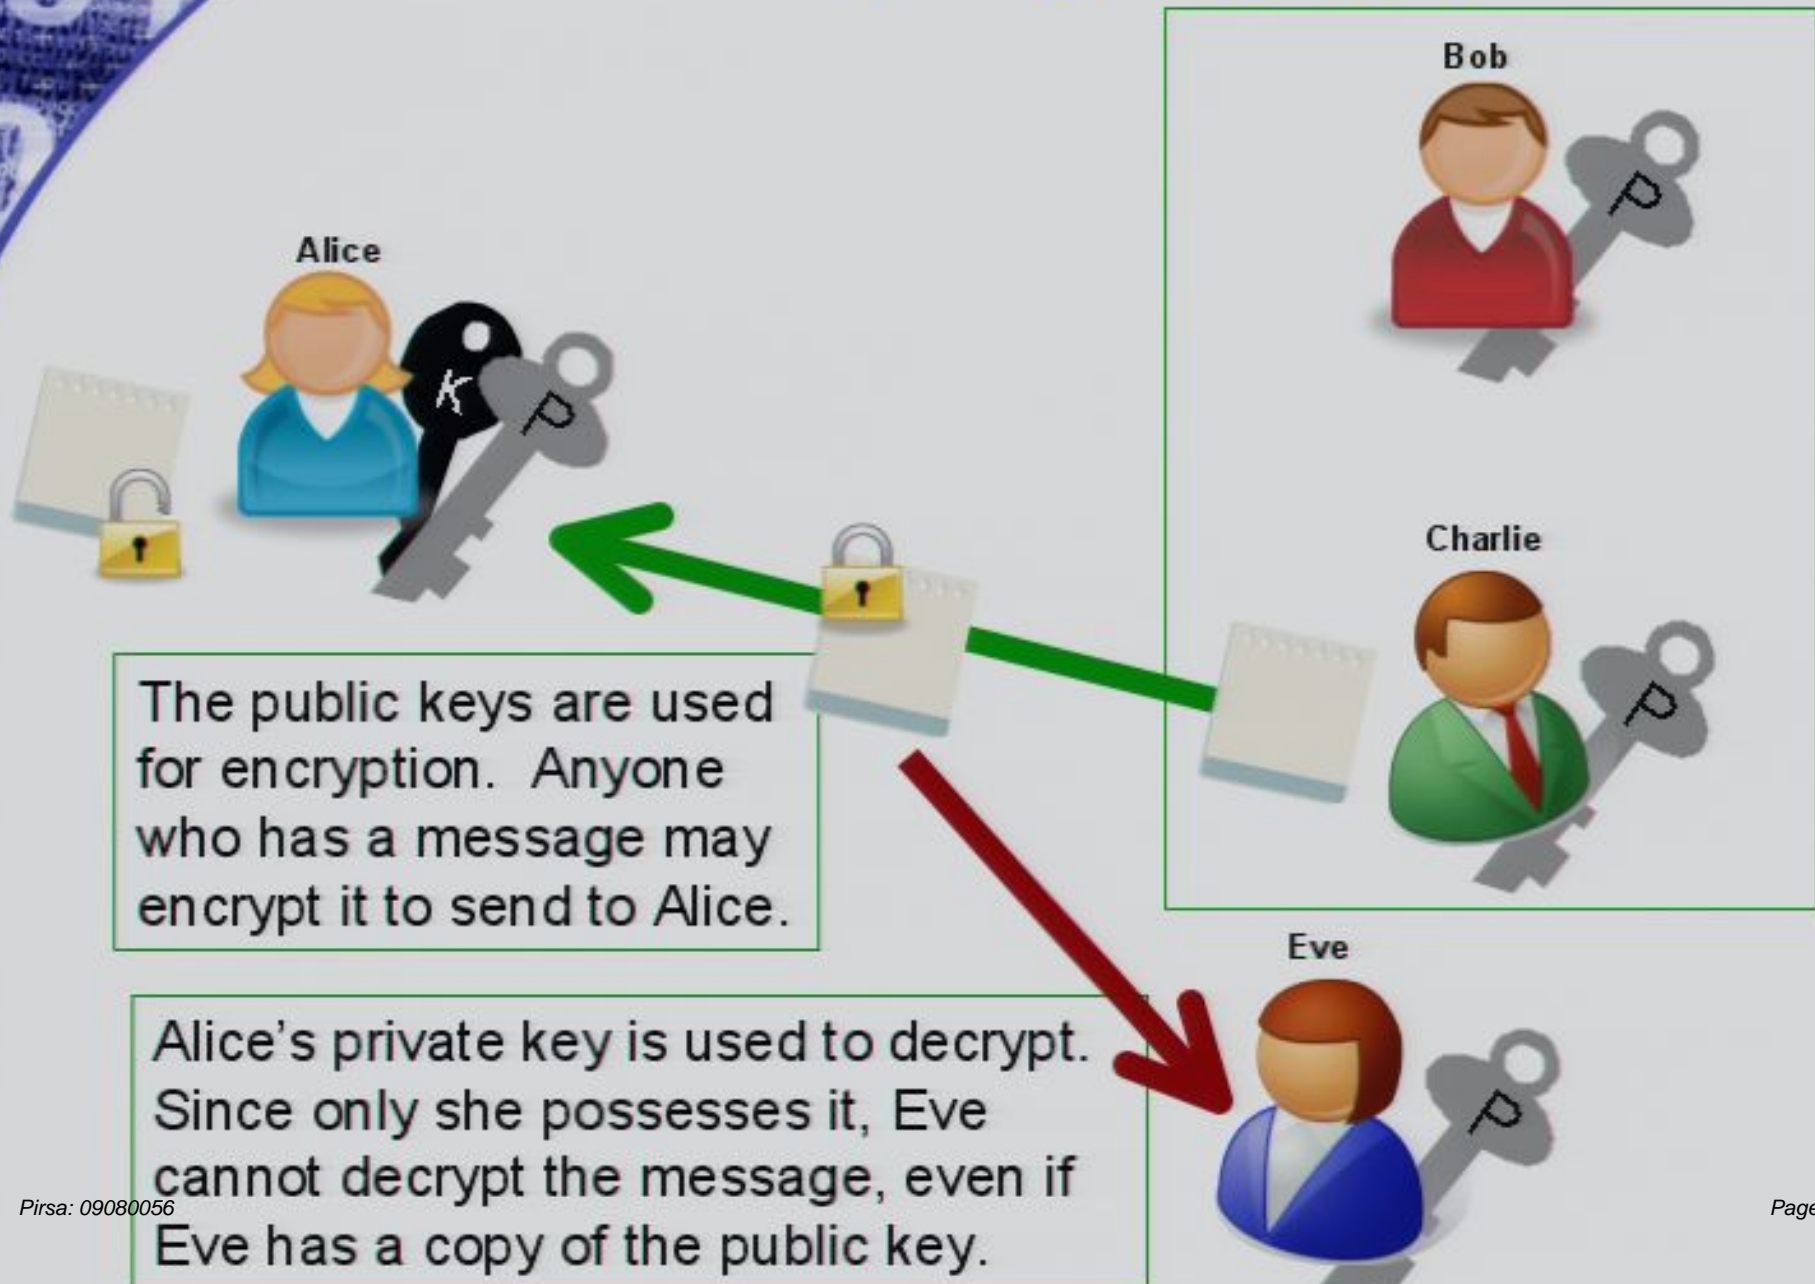 Bob
P
Alice
K
P
Charlie
P
The public keys are used
for encryption.  Anyone
who has a message may
encrypt it to send to Alice.
Eve
P
Alice’s private key is used to decrypt.
Since only she possesses it, Eve
cannot decrypt the message, even if
Eve has a copy of the public key.
Pirsa: 09080056
Page